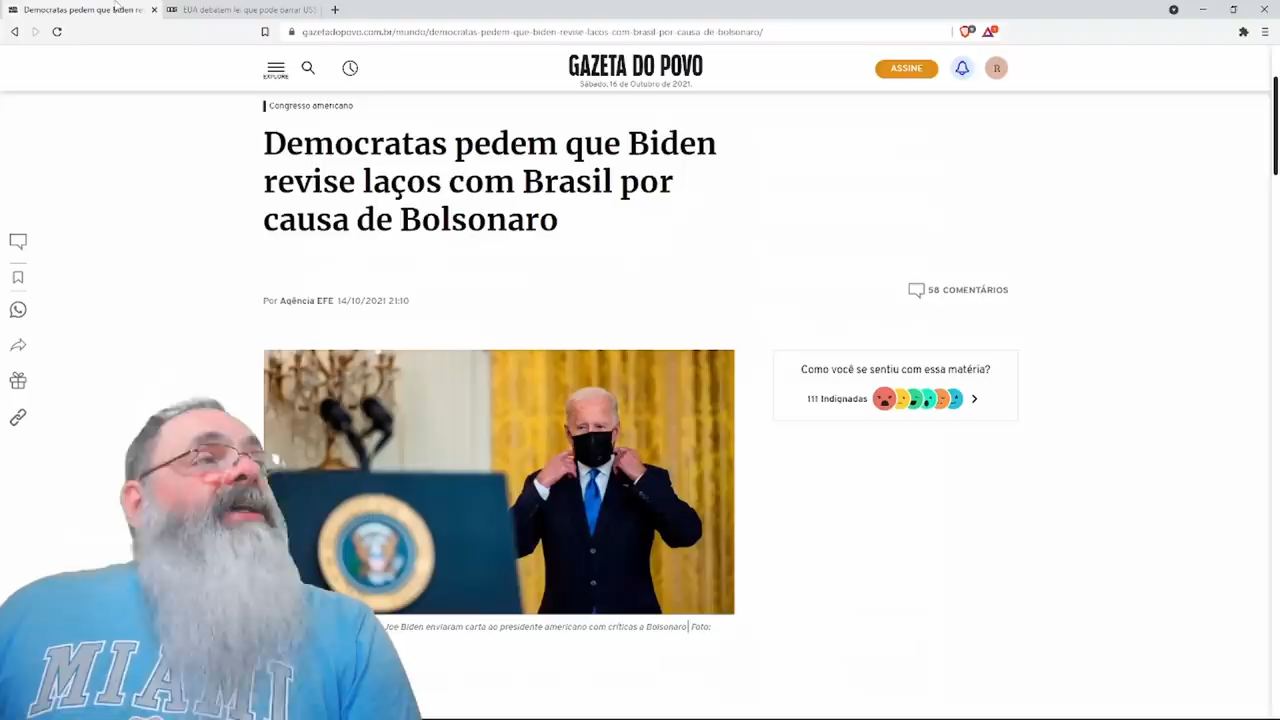 Democratas pedem que Biden re
EUA debatem lei que pode barrar US$
gazetadopovo.com.br/mundo/democratas-pedem-que-biden-revise-lacos-com-brasil-por-causa-de-bolsonaro/
EXPLORE
GAZETA DO POVO
Sábado, 16 de Outubro de 2021.
ASSINE
R
Congresso americano
Democratas pedem que Biden
revise laços com Brasil por
causa de Bolsonaro
Por Agência EFE 14/10/2021 21:10
58 COMENTÁRIOS
Como você se sentiu com essa matéria?
111 Indignadas
Joe Biden enviaram carta ao presidente americano com críticas a Bolsonaro| Foto:
MIAMI